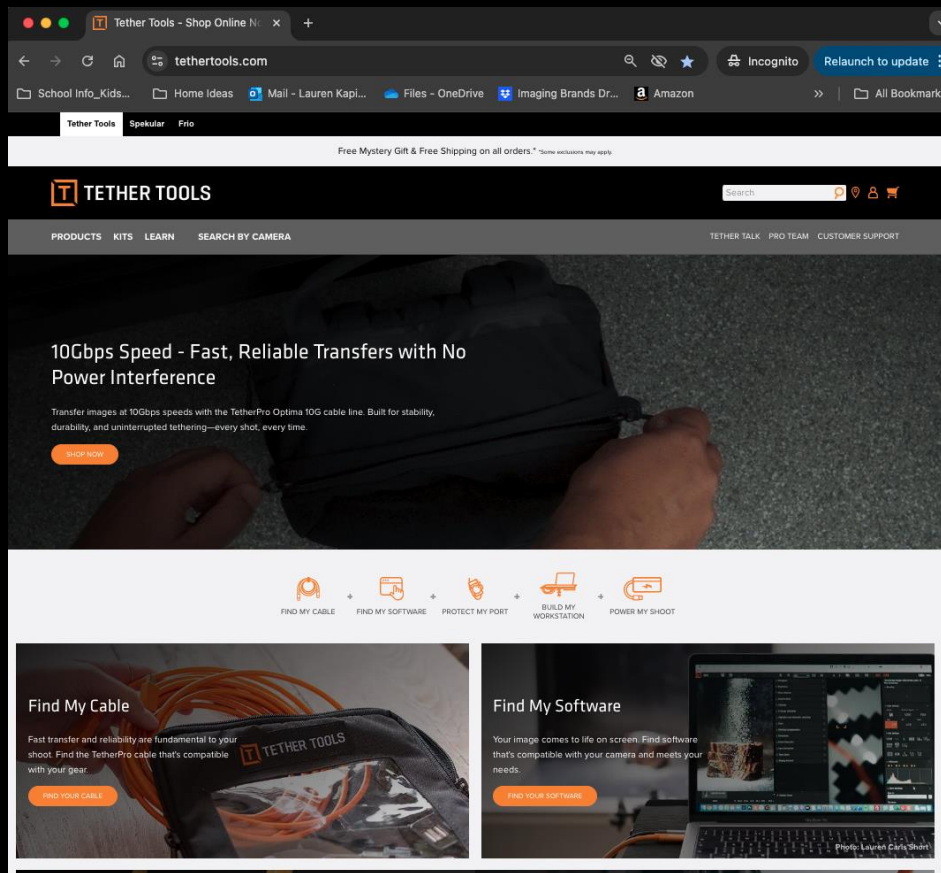 Tether Tools - Shop Online No
tethertools.com
Incognito
Relaunch to update
School Info_Kids...
Home Ideas
Mail - Lauren Kapi...
Files - OneDrive
Imaging Brands Dr...
Amazon
All Bookmark
Tether Tools Spekular Frio
Free Mystery Gift & Free Shipping on all orders.* *Some exclusions may apply
TETHER TOOLS
Search
PRODUCTS KITS LEARN SEARCH BY CAMERA
TETHER TALK PRO TEAM CUSTOMER SUPPORT
10Gbps Speed - Fast, Reliable Transfers with No
Power Interference
Transfer images at 10Gbps speeds with the TetherPro Optima 10G cable line. Built for stability,
durability, and uninterrupted tethering—every shot, every time.
SHOP NOW
FIND MY CABLE
FIND MY SOFTWARE
PROTECT MY PORT
BUILD MY
WORKSTATION
POWER MY SHOOT
Find My Cable
Fast transfer and reliability are fundamental to your
shoot. Find the TetherPro cable that's compatible
with your gear.
FIND YOUR CABLE
TETHER TOOLS
Find My Software
Your image comes to life on screen. Find software
that's compatible with your camera and meets your
needs.
FIND YOUR SOFTWARE
Photo: Lauren Carls Short